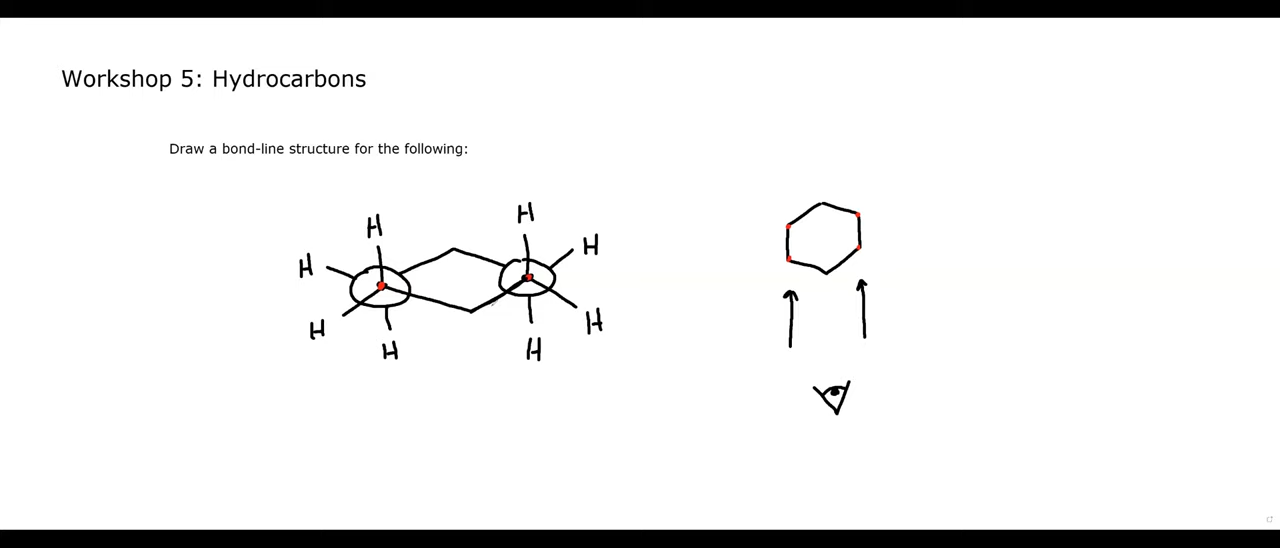 Workshop 5: Hydrocarbons
Draw a bond-line structure for the following:
H H
H H
H H
H H